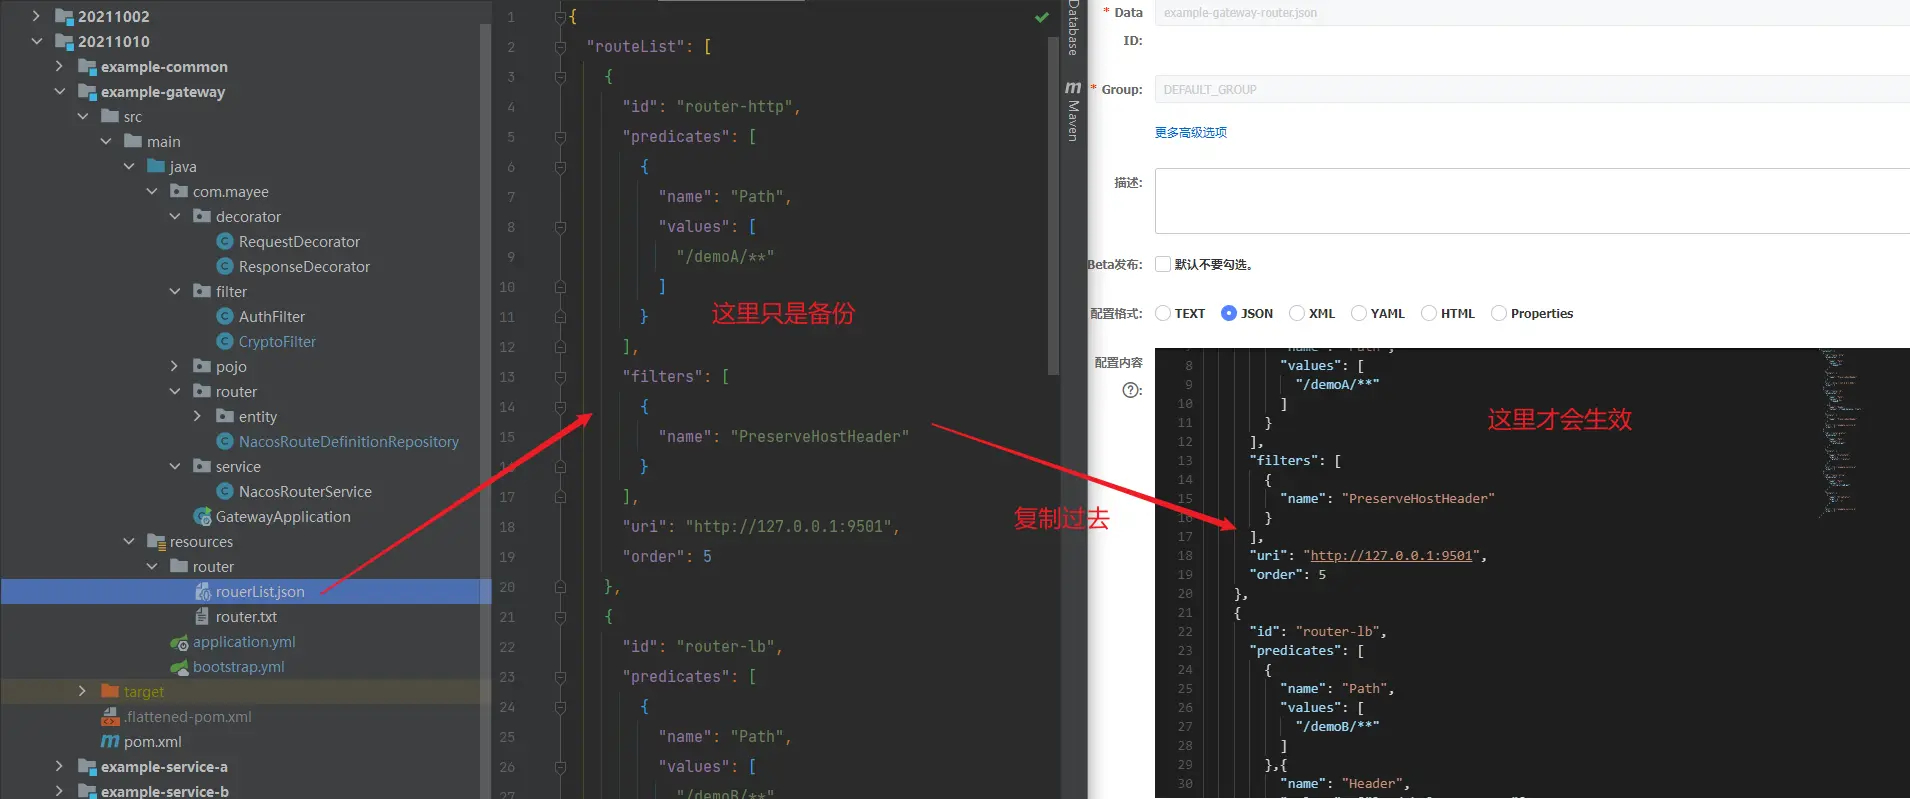 20211002
20211010
example-common
example-gateway
src
main
java
com.mayee
decorator
RequestDecorator
ResponseDecorator
filter
AuthFilter
CryptoFilter
pojo
router
entity
NacosRouteDefinitionRepository
service
NacosRouterService
GatewayApplication
resources
router
rouerList.json
router.txt
application.yml
bootstrap.yml
target
.flattened-pom.xml
pom.xml
example-service-a
example-service-b
1 {
2 "routeList": [
3 {
4 "id": "router-http",
5 "predicates": [
6 {
7 "name": "Path",
8 "values": [
9 "/demoA/**"
10 ]
11 }
12 ],
13 "filters": [
14 {
15 "name": "PreserveHostHeader"
16 }
17 ],
18 "uri": "http://127.0.0.1:9501",
19 "order": 5
20 },
21 {
22 "id": "router-lb",
23 "predicates": [
24 {
25 "name": "Path",
26 "values": [
27 "/demoB/**"
这里只是备份
复制过去
Database
Maven
* Data ID: example-gateway-router.json
* Group: DEFAULT_GROUP
更多高级选项
描述:
Beta发布: 默认不要勾选。
配置格式: TEXT JSON XML YAML HTML Properties
配置内容
?:
7 "name": "Path",
8 "values": [
9 "/demoA/**"
10 ]
11 }
12 ],
13 "filters": [
14 {
15 "name": "PreserveHostHeader"
16 }
17 ],
18 "uri": "http://127.0.0.1:9501",
19 "order": 5
20 },
21 {
22 "id": "router-lb",
23 "predicates": [
24 {
25 "name": "Path",
26 "values": [
27 "/demoB/**"
28 ]
29 },{
30 "name": "Header",
这里才会生效